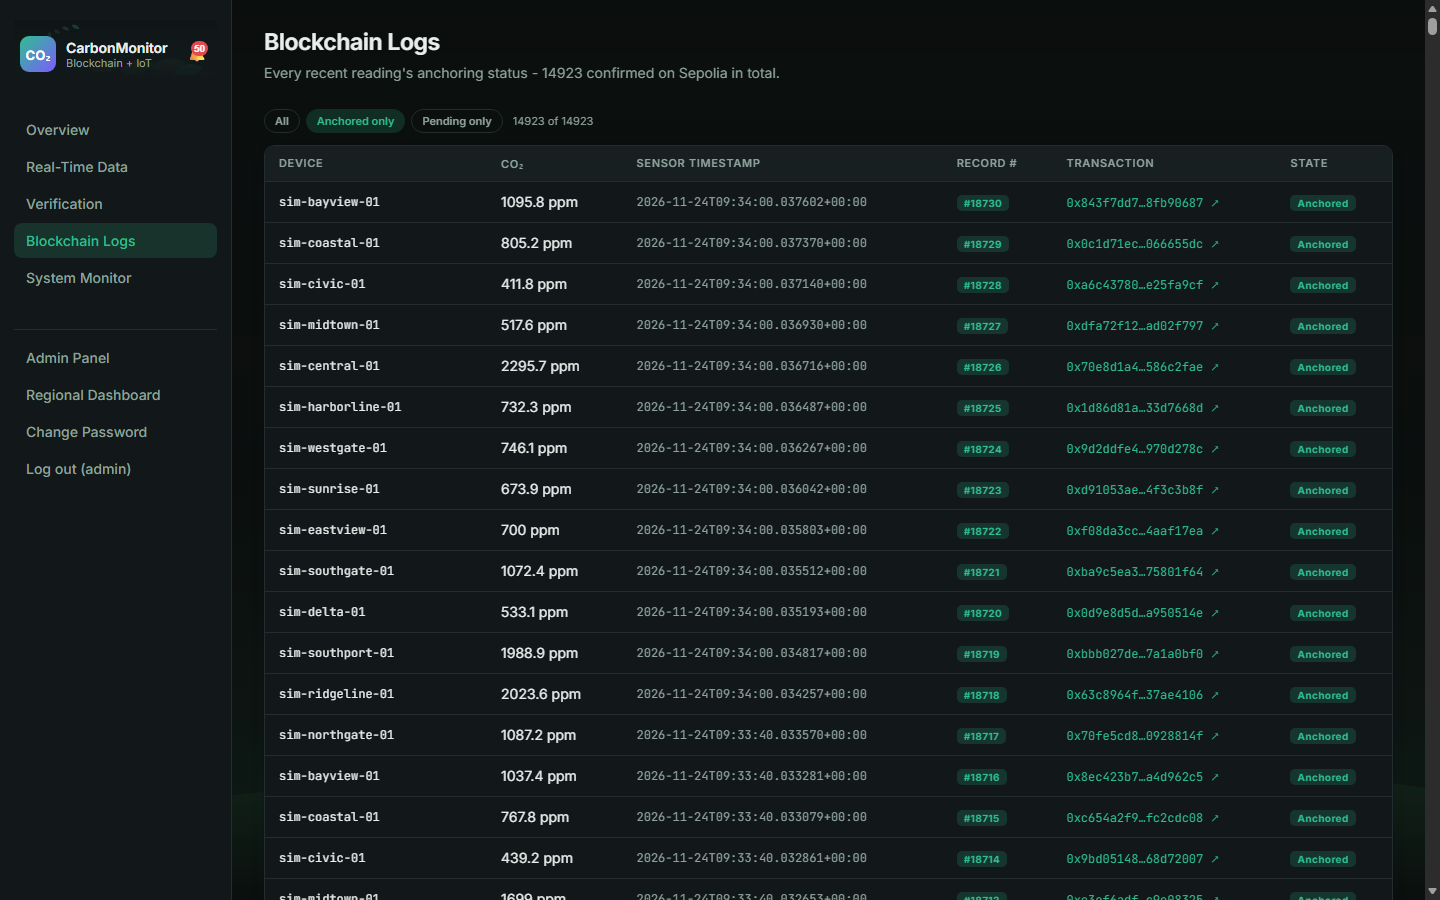 CO₂
CarbonMonitor
Blockchain + IoT
50
Overview
Real-Time Data
Verification
Blockchain Logs
System Monitor
Admin Panel
Regional Dashboard
Change Password
Log out (admin)
Blockchain Logs
Every recent reading's anchoring status - 14923 confirmed on Sepolia in total.
All Anchored only Pending only 14923 of 14923
DEVICE CO₂ SENSOR TIMESTAMP RECORD # TRANSACTION STATE
sim-bayview-01 1095.8 ppm 2026-11-24T09:34:00.037602+00:00 #18730 0x843f7dd7…8fb90687 ↗ Anchored
sim-coastal-01 805.2 ppm 2026-11-24T09:34:00.037370+00:00 #18729 0x0c1d71ec…066655dc ↗ Anchored
sim-civic-01 411.8 ppm 2026-11-24T09:34:00.037140+00:00 #18728 0xa6c43780…e25fa9cf ↗ Anchored
sim-midtown-01 517.6 ppm 2026-11-24T09:34:00.036930+00:00 #18727 0xdfa72f12…ad02f797 ↗ Anchored
sim-central-01 2295.7 ppm 2026-11-24T09:34:00.036716+00:00 #18726 0x70e8d1a4…586c2fae ↗ Anchored
sim-harborline-01 732.3 ppm 2026-11-24T09:34:00.036487+00:00 #18725 0x1d86d81a…33d7668d ↗ Anchored
sim-westgate-01 746.1 ppm 2026-11-24T09:34:00.036267+00:00 #18724 0x9d2ddfe4…970d278c ↗ Anchored
sim-sunrise-01 673.9 ppm 2026-11-24T09:34:00.036042+00:00 #18723 0xd91053ae…4f3c3b8f ↗ Anchored
sim-eastview-01 700 ppm 2026-11-24T09:34:00.035803+00:00 #18722 0xf08da3cc…4aaf17ea ↗ Anchored
sim-southgate-01 1072.4 ppm 2026-11-24T09:34:00.035512+00:00 #18721 0xba9c5ea3…75801f64 ↗ Anchored
sim-delta-01 533.1 ppm 2026-11-24T09:34:00.035193+00:00 #18720 0x0d9e8d5d…a950514e ↗ Anchored
sim-southport-01 1988.9 ppm 2026-11-24T09:34:00.034817+00:00 #18719 0xbbb027de…7a1a0bf0 ↗ Anchored
sim-ridgeline-01 2023.6 ppm 2026-11-24T09:34:00.034257+00:00 #18718 0x63c8964f…37ae4106 ↗ Anchored
sim-northgate-01 1087.2 ppm 2026-11-24T09:33:40.033570+00:00 #18717 0x70fe5cd8…0928814f ↗ Anchored
sim-bayview-01 1037.4 ppm 2026-11-24T09:33:40.033281+00:00 #18716 0x8ec423b7…a4d962c5 ↗ Anchored
sim-coastal-01 767.8 ppm 2026-11-24T09:33:40.033079+00:00 #18715 0xc654a2f9…fc2cdc08 ↗ Anchored
sim-civic-01 439.2 ppm 2026-11-24T09:33:40.032861+00:00 #18714 0x9bd05148…68d72007 ↗ Anchored
sim-midtown-01 1699 ppm 2026-11-24T09:33:40.032653+00:00